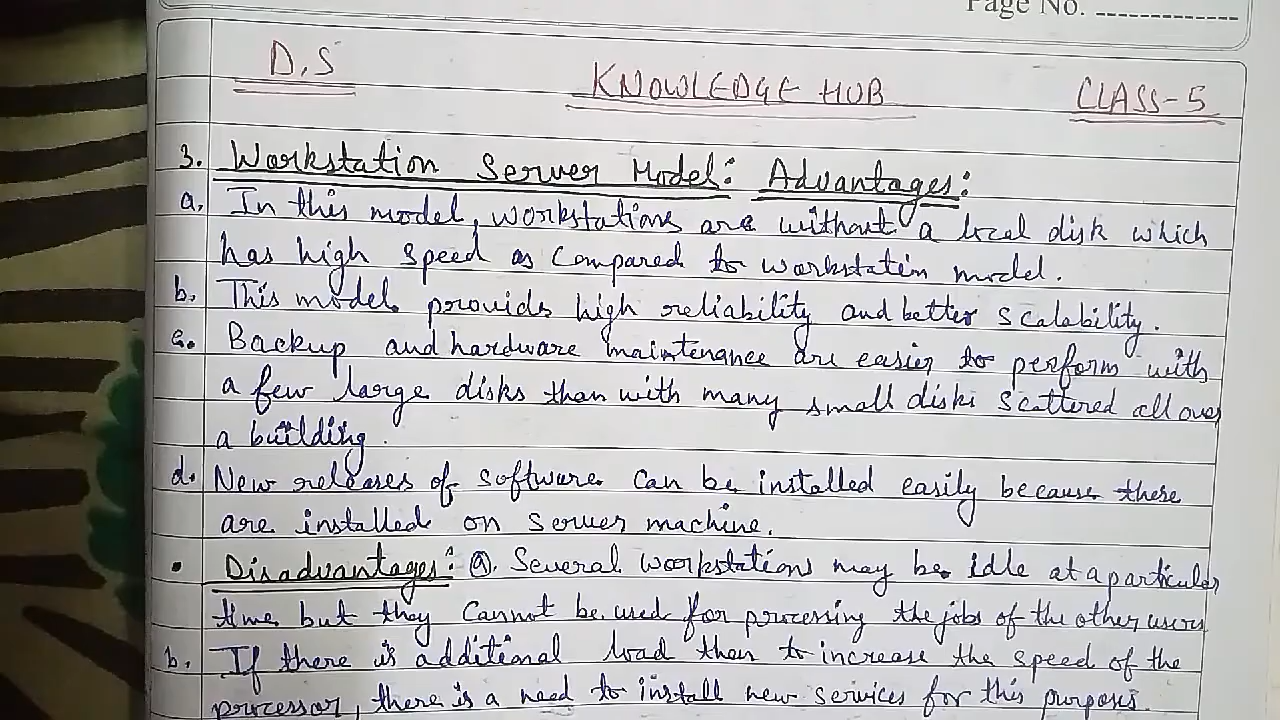 Page No.
D.S KNOWLEDGE HUB CLASS-5
3. Workstation Server Model: Advantages:
a. In this model, workstations are without a local disk which
has high speed as compared to workstation model.
b. This model provids high reliability and better scalability.
c. Backup and hardware maintenance are easier to perform with
a few large disks than with many small disks scattered all over
a building.
d. New releases of software can be installed easily because there
are installed on server machine.
• Disadvantages: ⓐ. Several workstations may be idle at a particular
time but they cannot be used for processing the jobs of the other users
b. If there is additional load than to increase the speed of the
processor, there is a need to install new services for this purpose.